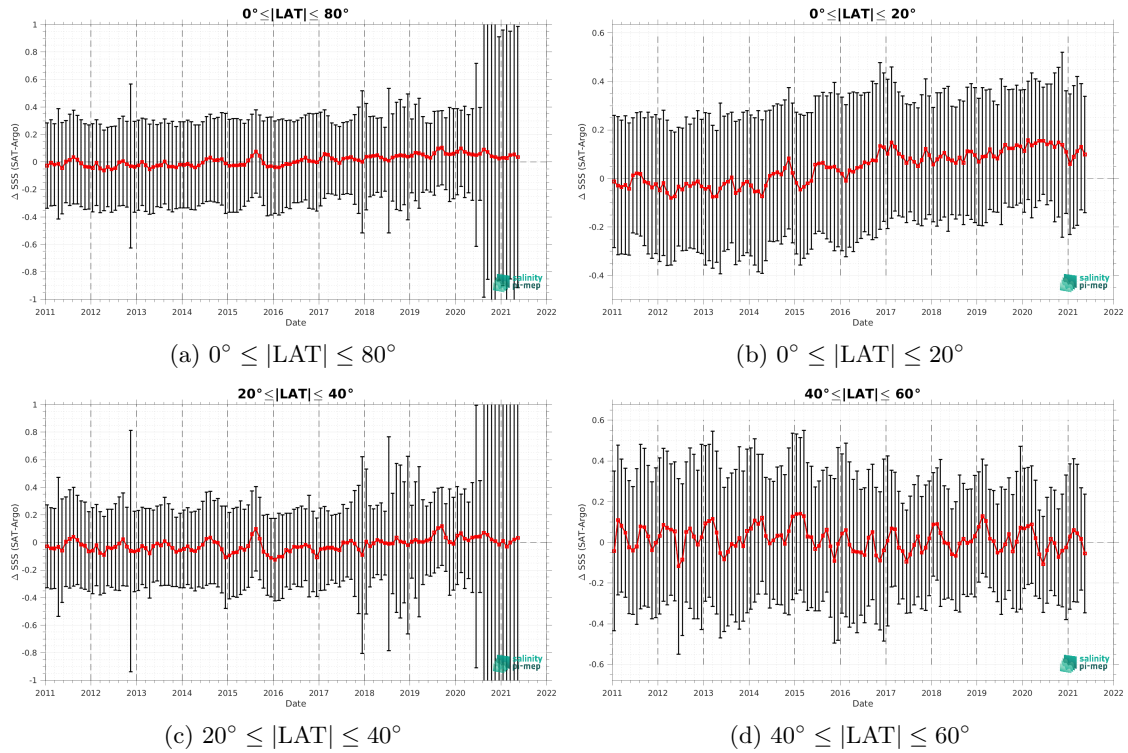 0°≤|LAT|≤ 80°
1
0.8
0.6
0.4
0.2
0
-0.2
-0.4
-0.6
-0.8
-1
Δ SSS (SAT-Argo)
2011 2012 2013 2014 2015 2016 2017 2018 2019 2020 2021 2022
Date
salinity
pi-mep
(a) 0° ≤ |LAT| ≤ 80°
0°≤|LAT|≤ 20°
0.6
0.4
0.2
0
-0.2
-0.4
Δ SSS (SAT-Argo)
2011 2012 2013 2014 2015 2016 2017 2018 2019 2020 2021 2022
Date
salinity
pi-mep
(b) 0° ≤ |LAT| ≤ 20°
20°≤|LAT|≤ 40°
1
0.8
0.6
0.4
0.2
0
-0.2
-0.4
-0.6
-0.8
-1
Δ SSS (SAT-Argo)
2011 2012 2013 2014 2015 2016 2017 2018 2019 2020 2021 2022
Date
salinity
pi-mep
(c) 20° ≤ |LAT| ≤ 40°
40°≤|LAT|≤ 60°
0.6
0.4
0.2
0
-0.2
-0.4
-0.6
Δ SSS (SAT-Argo)
2011 2012 2013 2014 2015 2016 2017 2018 2019 2020 2021 2022
Date
salinity
pi-mep
(d) 40° ≤ |LAT| ≤ 60°